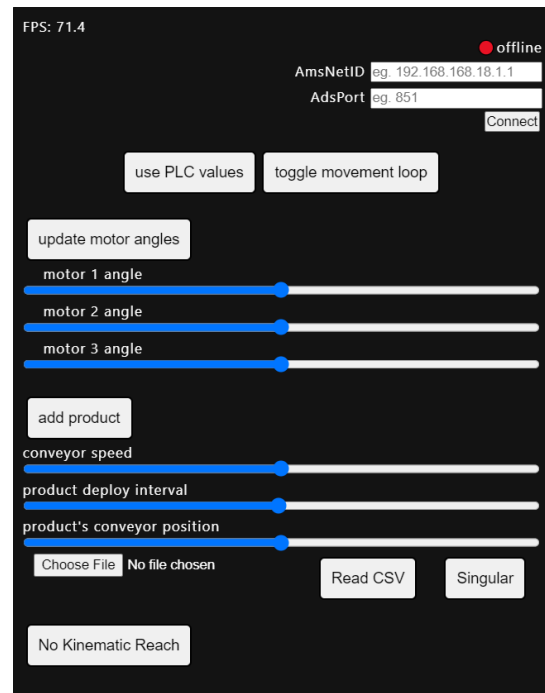 FPS: 71.4
offline
AmsNetID eg. 192.168.168.18.1.1
AdsPort eg. 851
Connect
use PLC values toggle movement loop
update motor angles
motor 1 angle
motor 2 angle
motor 3 angle
add product
conveyor speed
product deploy interval
product's conveyor position
Choose File No file chosen
Read CSV Singular
No Kinematic Reach